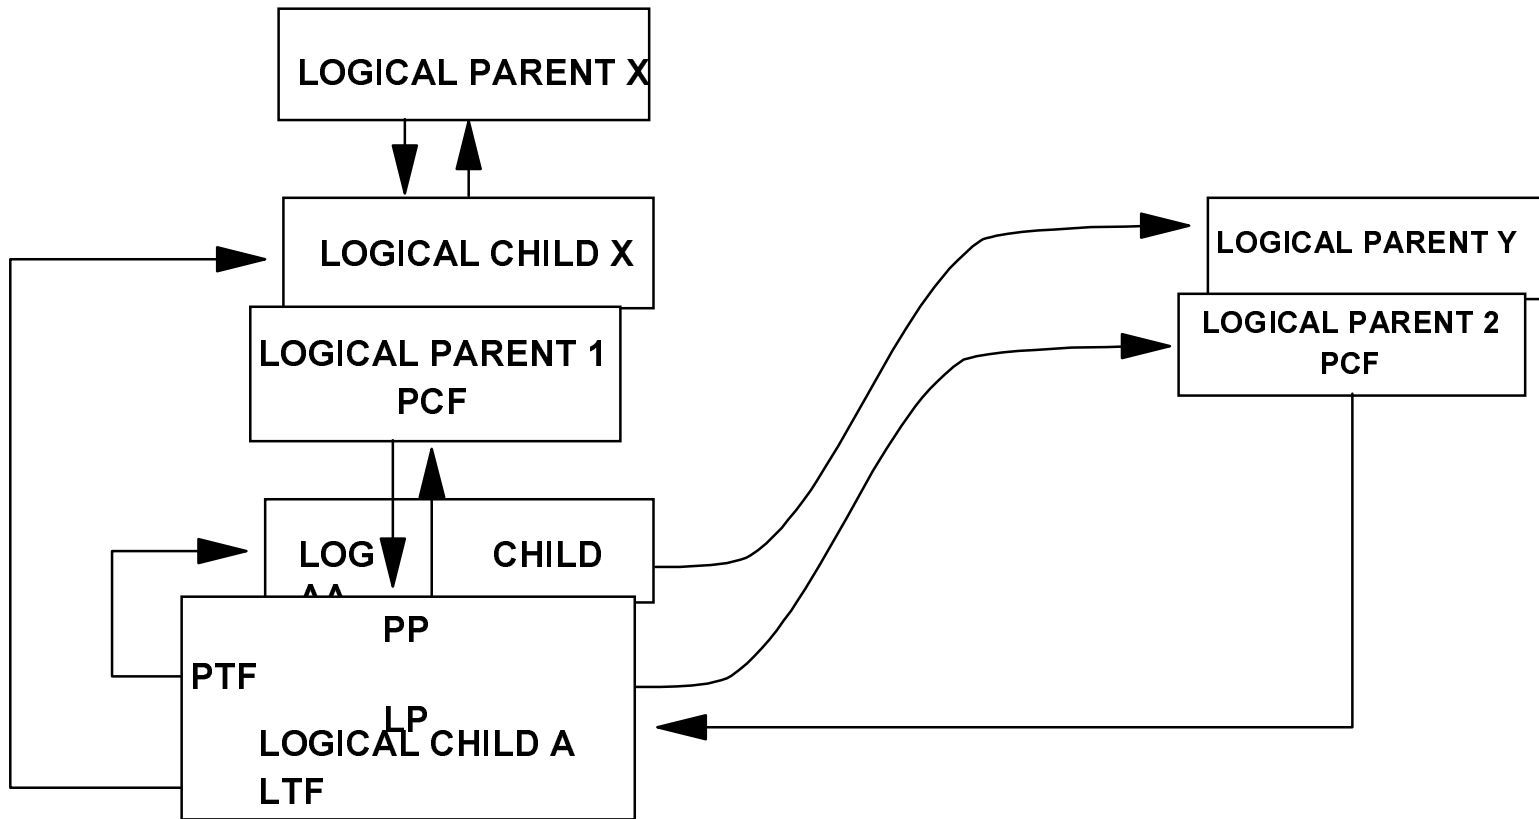 LOGICAL PARENT X
LOGICAL CHILD X
LOGICAL PARENT Y
LOGICAL PARENT 1
PCF
LOGICAL PARENT 2
PCF
LOG CHILD
PP
PTF
LP
LOGICAL CHILD A
LTF